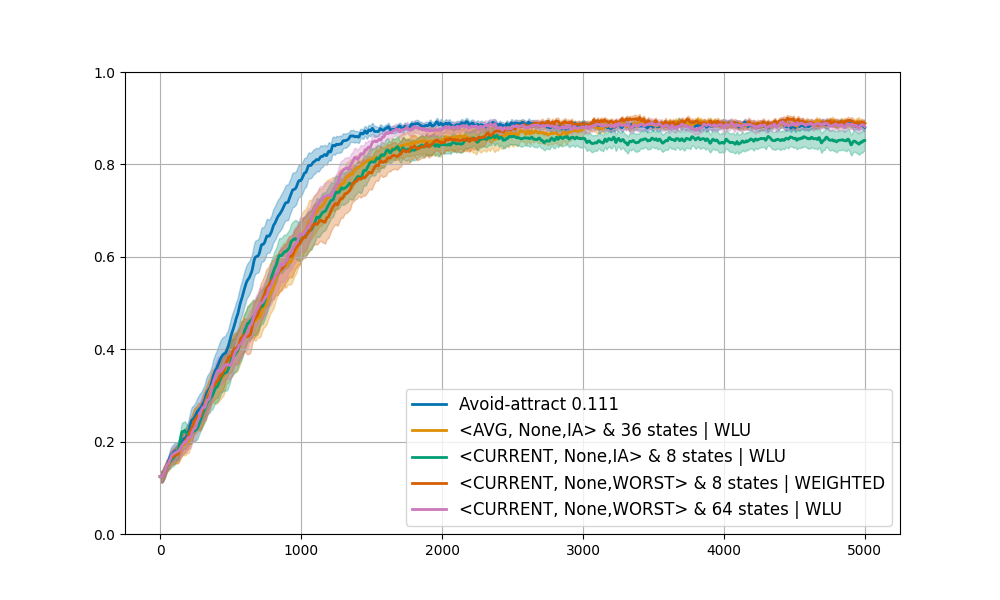 1.0
0.8
0.6
0.4
0.2
0.0
0 1000 2000 3000 4000 5000
Avoid-attract 0.111
<AVG, None,IA> & 36 states | WLU
<CURRENT, None,IA> & 8 states | WLU
<CURRENT, None,WORST> & 8 states | WEIGHTED
<CURRENT, None,WORST> & 64 states | WLU